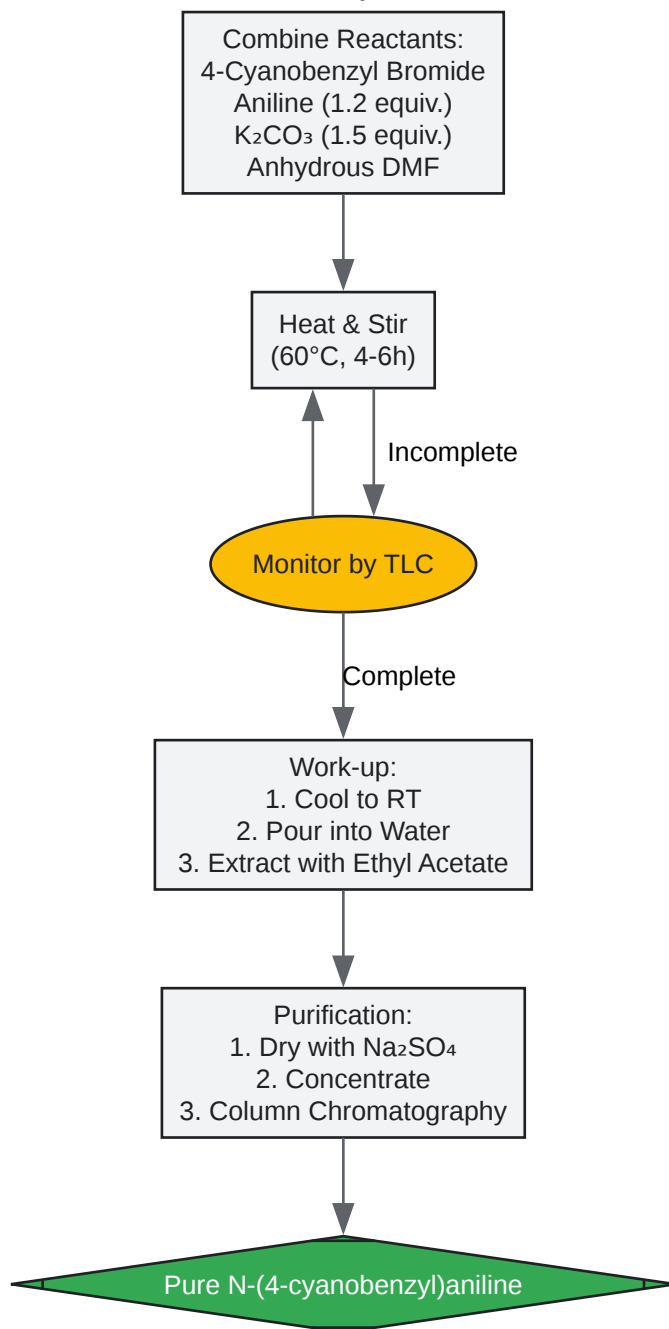 Combine Reactants:
4-Cyanobenzyl Bromide
Aniline (1.2 equiv.)
K₂CO₃ (1.5 equiv.)
Anhydrous DMF
Heat & Stir
(60°C, 4-6h)
Incomplete
Monitor by TLC
Complete
Work-up:
1. Cool to RT
2. Pour into Water
3. Extract with Ethyl Acetate
Purification:
1. Dry with Na₂SO₄
2. Concentrate
3. Column Chromatography
Pure N-(4-cyanobenzyl)aniline